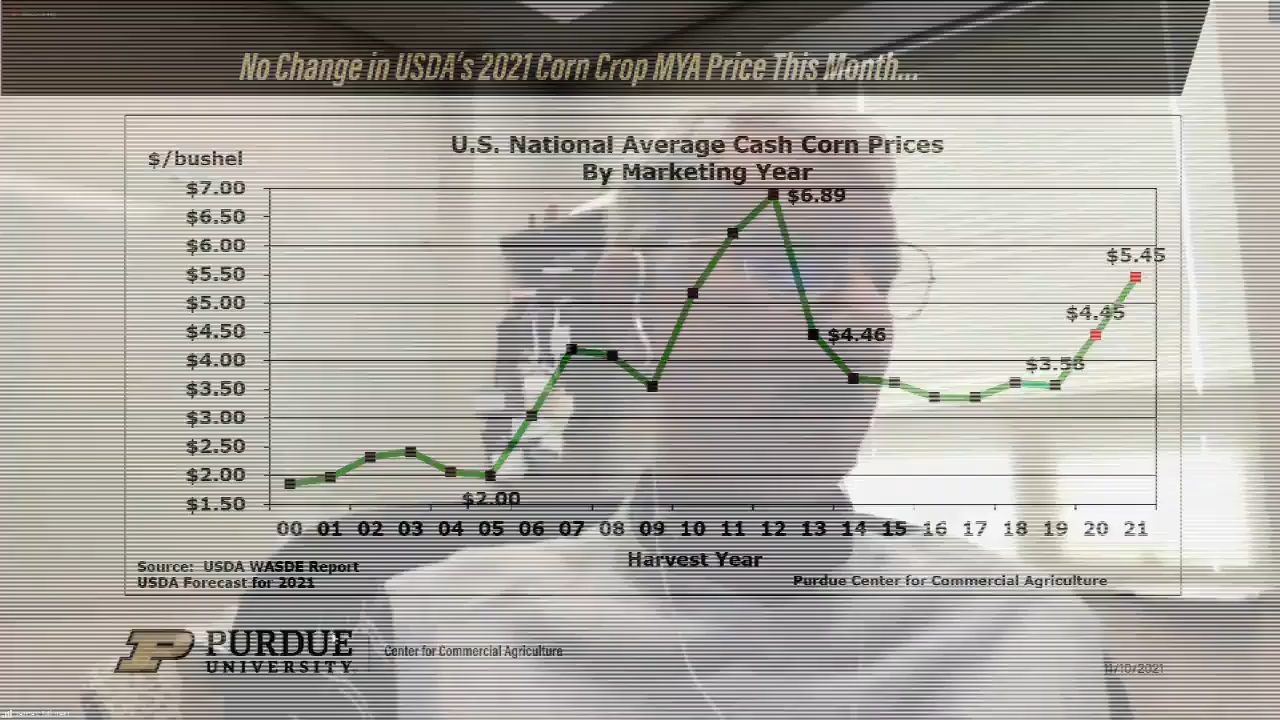 No Change in USDA's 2021 Corn Crop MYA Price This Month...
U.S. National Average Cash Corn Prices
By Marketing Year
$/bushel
$7.00
$6.50
$6.00
$5.50
$5.00
$4.50
$4.00
$3.50
$3.00
$2.50
$2.00
$1.50
$6.89
$5.45
$4.45
$4.46
$3.56
$2.00
00 01 02 03 04 05 06 07 08 09 10 11 12 13 14 15 16 17 18 19 20 21
Harvest Year
Source: USDA WASDE Report
USDA Forecast for 2021
Purdue Center for Commercial Agriculture
PURDUE
UNIVERSITY
Center for Commercial Agriculture
11/10/2021